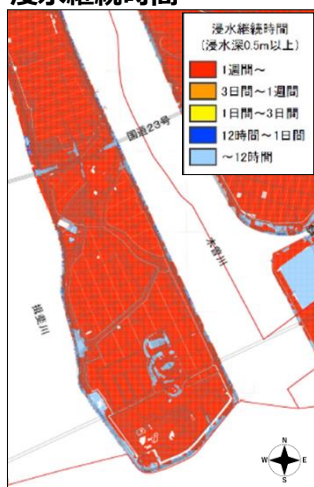 浸水継続時間
浸水継続時間
(浸水深0.5m以上)
1週間～
3日間～1週間
1日間～3日間
12時間～1日間
～12時間
国道23号
木曽川
揖斐川
N
W
E
S